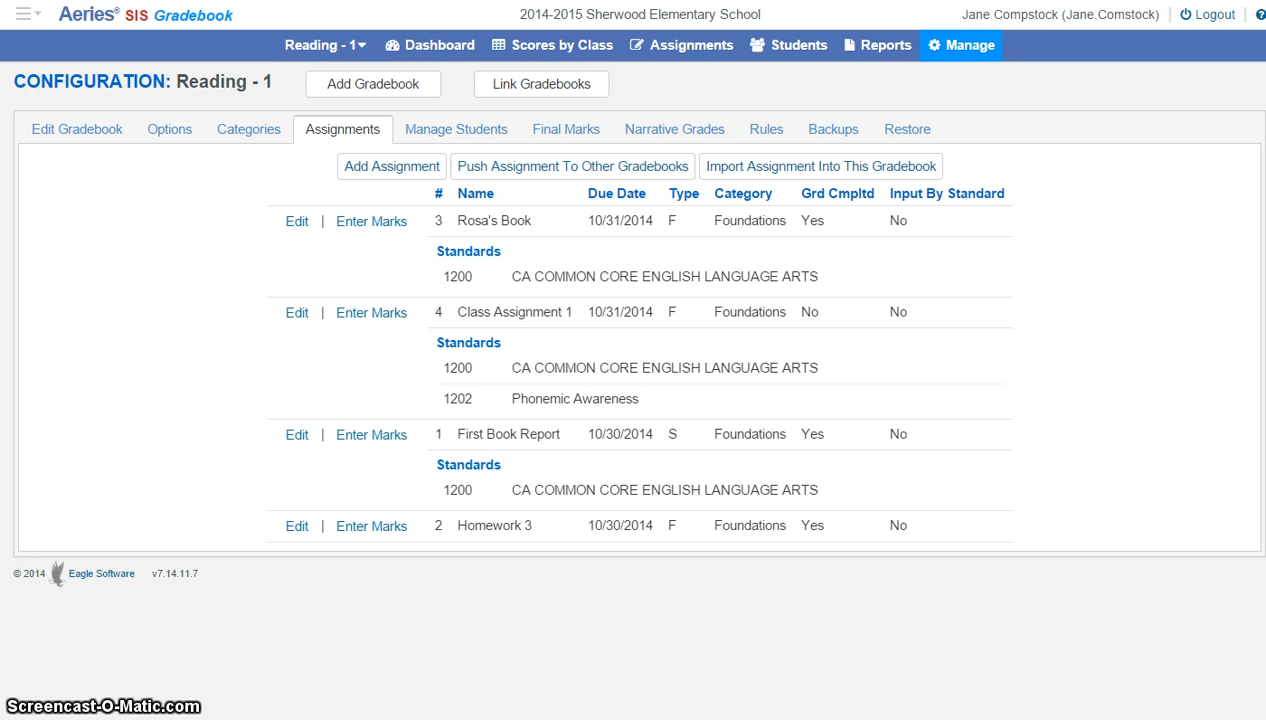 Aeries® SIS Gradebook 2014-2015 Sherwood Elementary School Jane Compstock (Jane.Comstock) | Logout | ?
Reading - 1 Dashboard Scores by Class Assignments Students Reports Manage
CONFIGURATION: Reading - 1 Add Gradebook Link Gradebooks
Edit Gradebook Options Categories Assignments Manage Students Final Marks Narrative Grades Rules Backups Restore
Add Assignment Push Assignment To Other Gradebooks Import Assignment Into This Gradebook
# Name Due Date Type Category Grd Cmpltd Input By Standard
Edit | Enter Marks 3 Rosa's Book 10/31/2014 F Foundations Yes No
Standards
1200 CA COMMON CORE ENGLISH LANGUAGE ARTS
Edit | Enter Marks 4 Class Assignment 1 10/31/2014 F Foundations No No
Standards
1200 CA COMMON CORE ENGLISH LANGUAGE ARTS
1202 Phonemic Awareness
Edit | Enter Marks 1 First Book Report 10/30/2014 S Foundations Yes No
Standards
1200 CA COMMON CORE ENGLISH LANGUAGE ARTS
Edit | Enter Marks 2 Homework 3 10/30/2014 F Foundations Yes No
© 2014 Eagle Software v7.14.11.7
Screencast-O-Matic.com